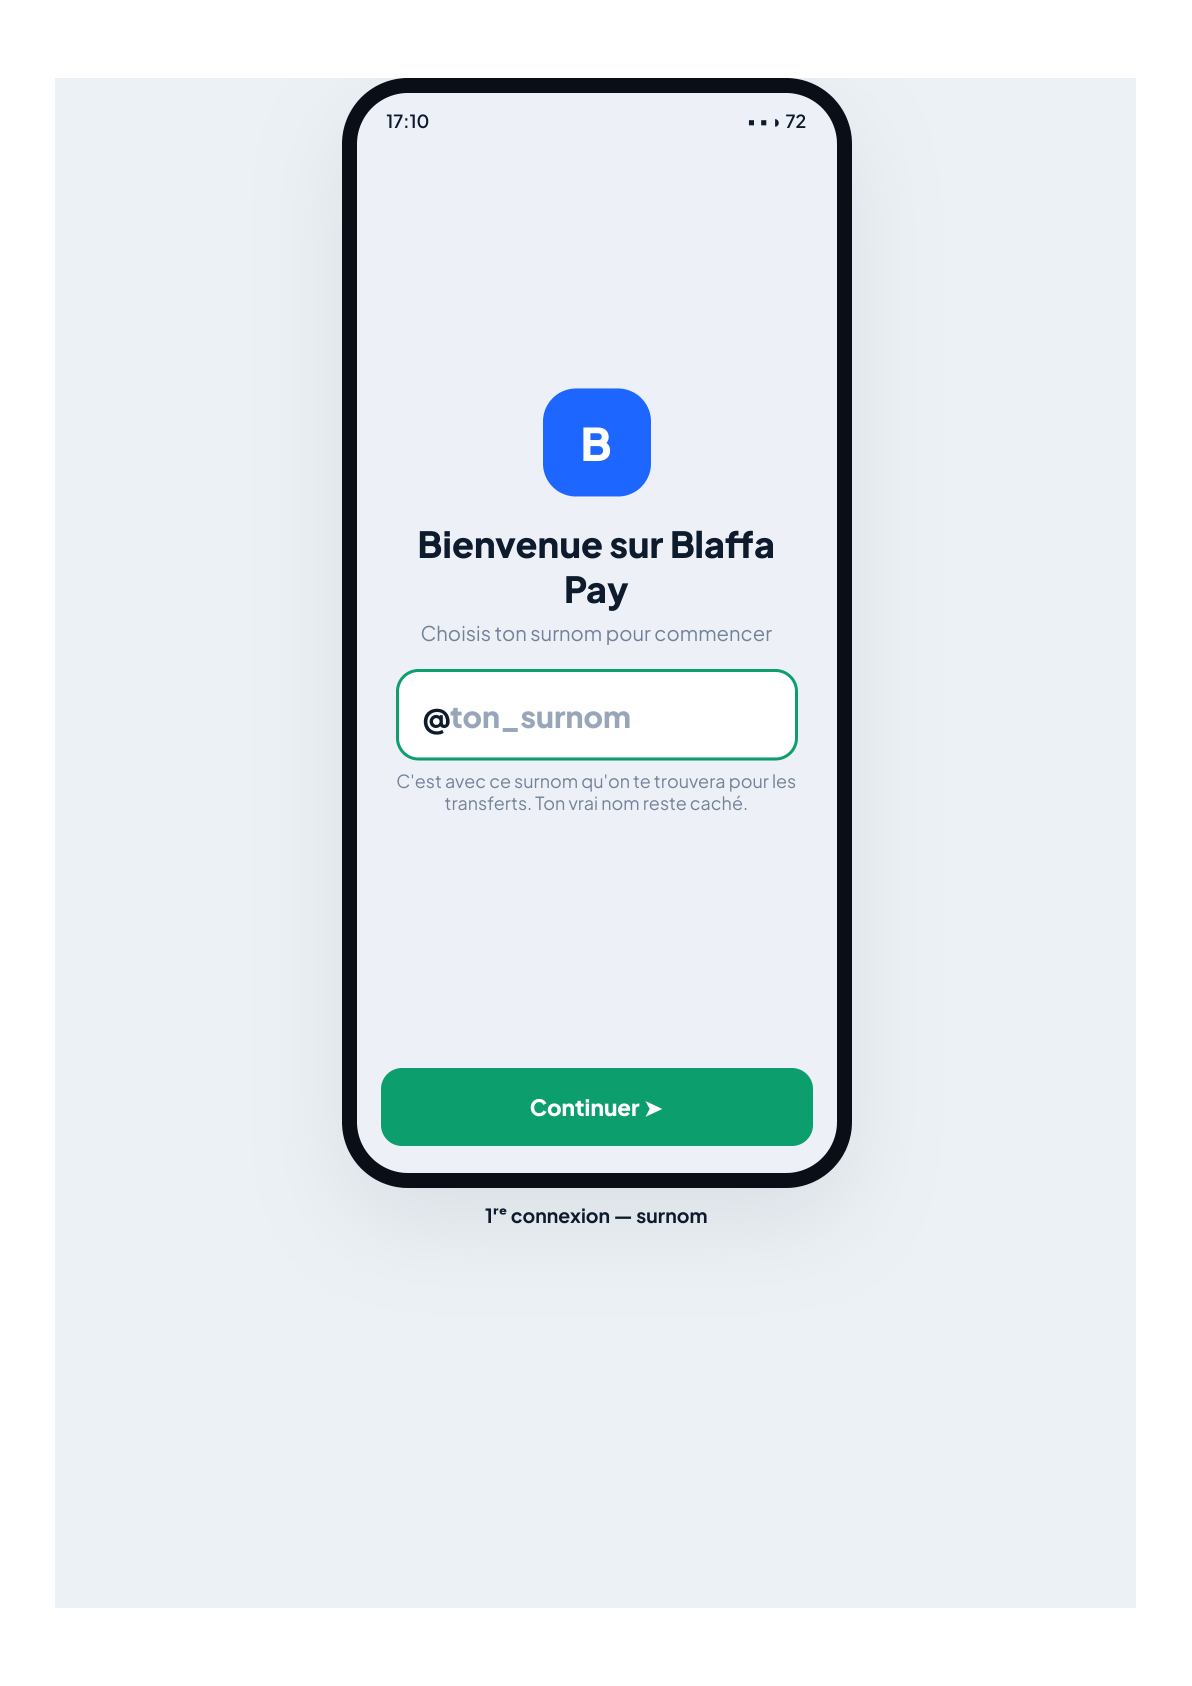 17:10
72
B
Bienvenue sur Blaffa
Pay
Choisis ton surnom pour commencer
@ton_surnom
C'est avec ce surnom qu'on te trouvera pour les
transferts. Ton vrai nom reste caché.
Continuer ➤
1ʳᵉ connexion — surnom